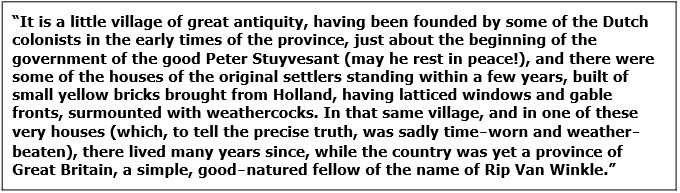 “It is a little village of great antiquity, having been founded by some of the Dutch
colonists in the early times of the province, just about the beginning of the
government of the good Peter Stuyvesant (may he rest in peace!), and there were
some of the houses of the original settlers standing within a few years, built of
small yellow bricks brought from Holland, having latticed windows and gable
fronts, surmounted with weathercocks. In that same village, and in one of these
very houses (which, to tell the precise truth, was sadly time-worn and weather-
beaten), there lived many years since, while the country was yet a province of
Great Britain, a simple, good-natured fellow of the name of Rip Van Winkle.”